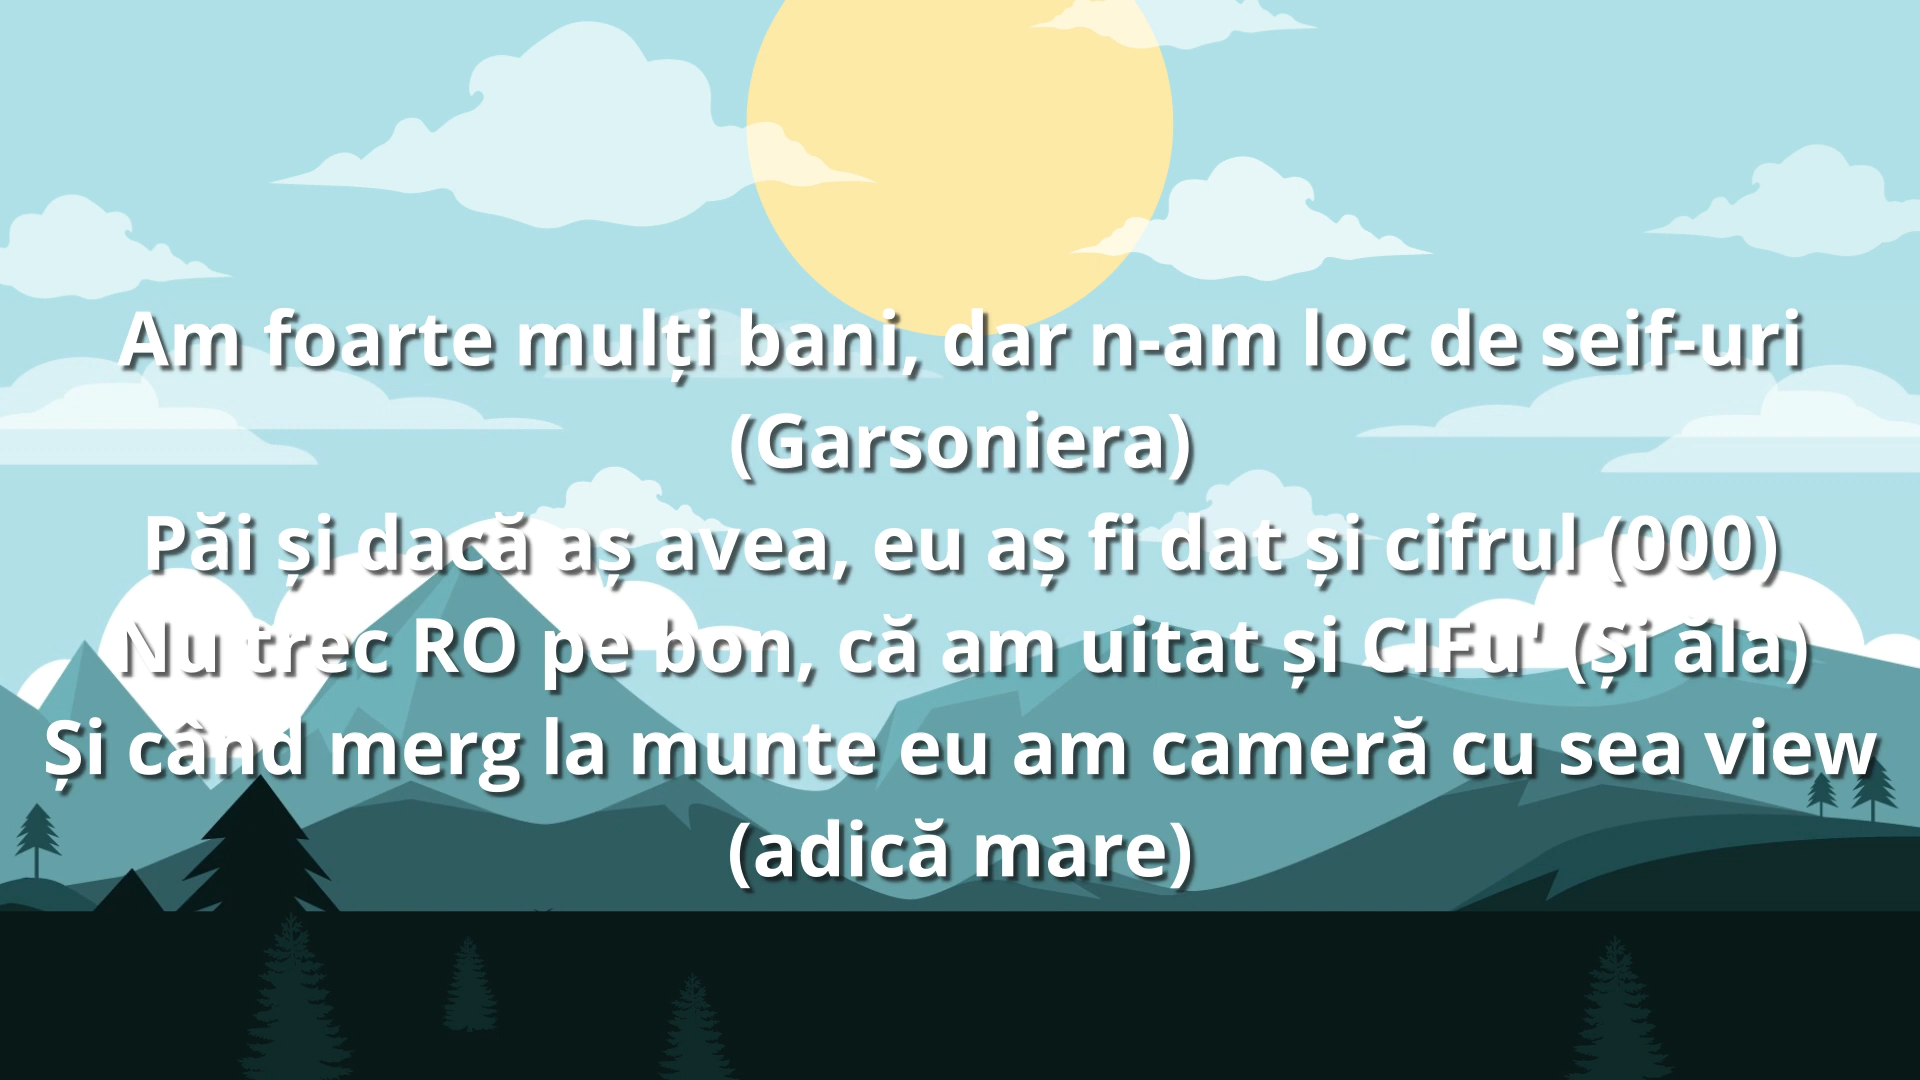 Am foarte mulți bani, dar n-am loc de seif-uri
(Garsoniera)
Păi și dacă aș avea, eu aș fi dat și cifrul (000)
Nu trec RO pe bon, că am uitat și CIFu' (Și ăla)
Și când merg la munte eu am cameră cu sea view
(adică mare)